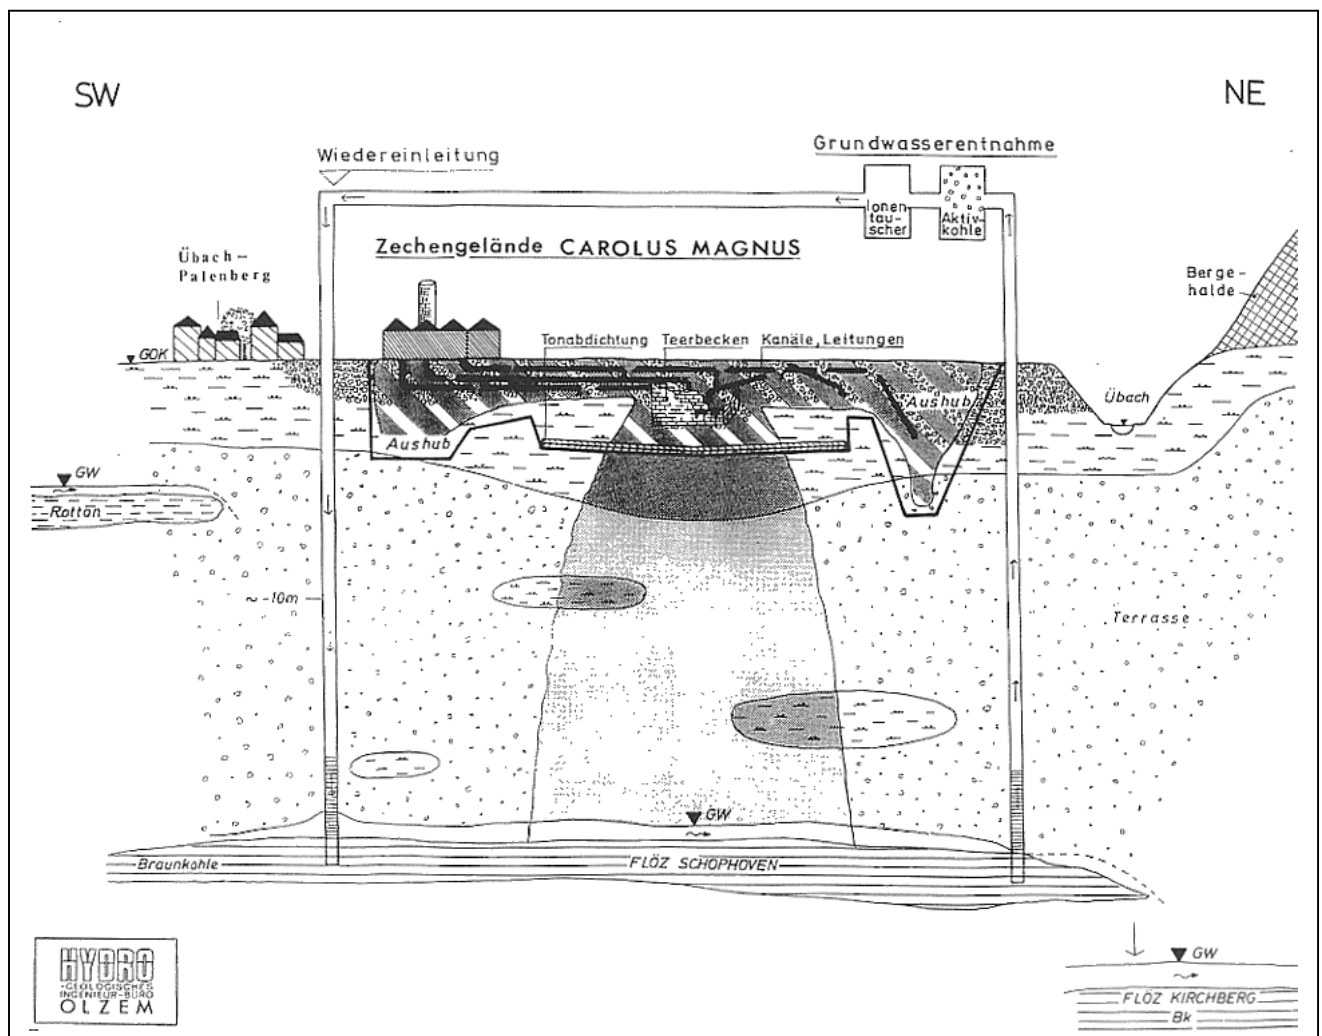 SW
NE
Grundwasserentnahme
Wiedereinleitung
Ionen
tau-
scher
Aktiv-
kohle
Zechengelände CAROLUS MAGNUS
Übach-
Palenberg
Berge-
halde
GOK
Tonabdichtung
Teerbecken
Kanäle, Leitungen
Übach
Aushub
Aushub
GW
Rotton
~ -10m
Terrasse
GW
Braunkohle
FLÖZ SCHOPHOVEN
GW
FLÖZ KIRCHBERG
Bk
HYDRO
-GEOLOGISCHES
INGENIEUR-BÜRO
OLZEM